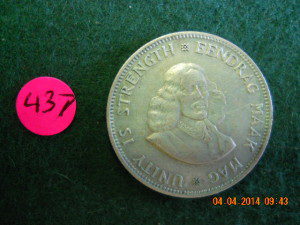 437
UNITY IS STRENGTH * EENDRAG MAAK MAG *
04.04.2014 09:43